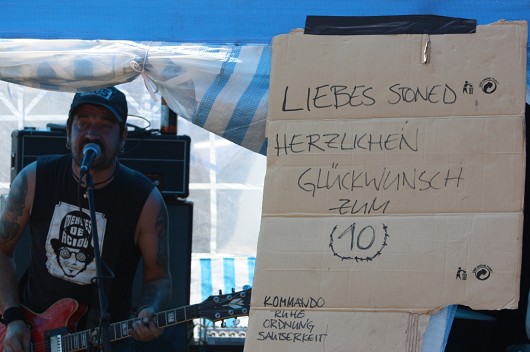 LIEBES STONED
HERZLICHEN
GLÜCKWUNSCH
ZUM
10
KOMMANDO
RUHE
ORDNUNG
SAUBERKEIT